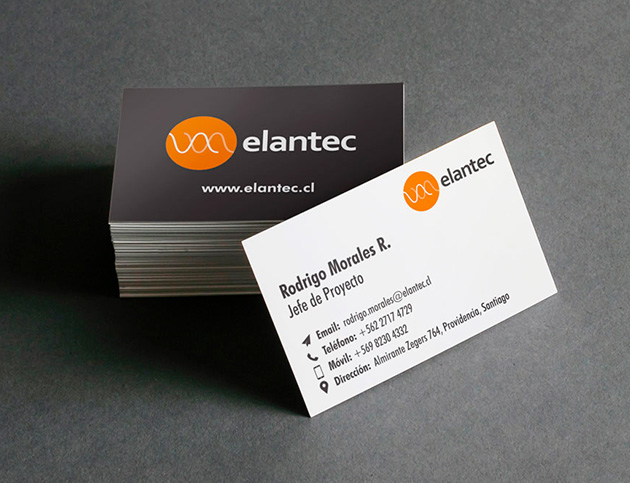 elantec
www.elantec.cl
elantec
Rodrigo Morales R.
Jefe de Proyecto
Email: rodrigo.morales@elantec.cl
Teléfono: +562 2717 4729
Móvil: +569 8230 4332
Dirección: Almirante Zegers 764, Providencia, Santiago